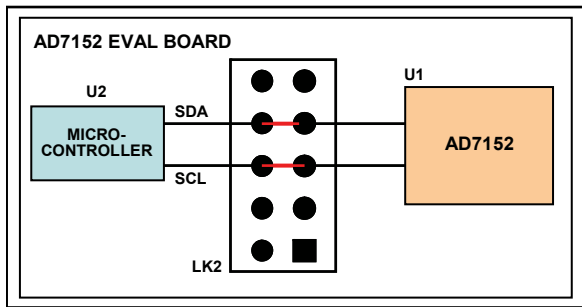 AD7152 EVAL BOARD
U2
U1
SDA
MICRO-
CONTROLLER
AD7152
SCL
LK2